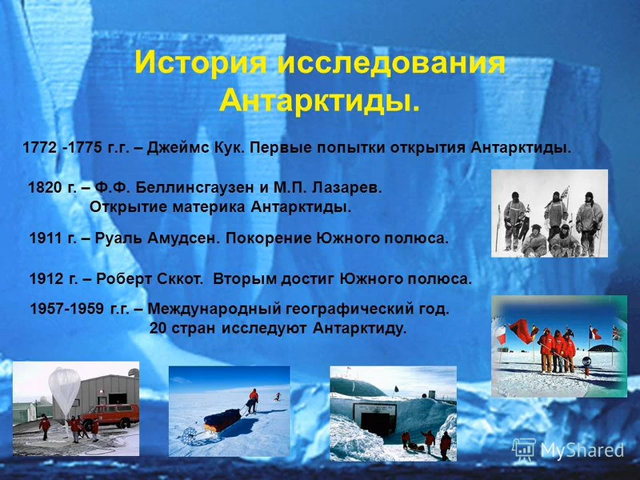 История исследования
Антарктиды.
1772 -1775 г.г. – Джеймс Кук. Первые попытки открытия Антарктиды.
1820 г. – Ф.Ф. Беллинсгаузен и М.П. Лазарев.
Открытие материка Антарктиды.
1911 г. – Руаль Амудсен. Покорение Южного полюса.
1912 г. – Роберт Сккот. Вторым достиг Южного полюса.
1957-1959 г.г. – Международный географический год.
20 стран исследуют Антарктиду.
MyShared